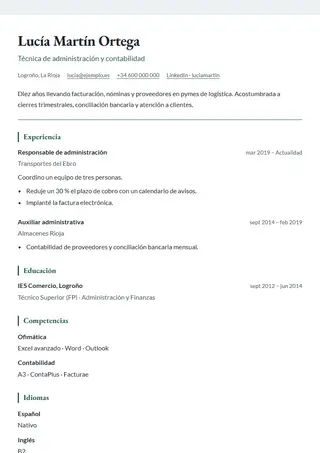 Lucía Martín Ortega
Técnica de administración y contabilidad
Logroño, La Rioja lucia@ejemplo.es +34 600 000 000 LinkedIn · luciamartin
Diez años llevando facturación, nóminas y proveedores en pymes de logística. Acostumbrada a
cierres trimestrales, conciliación bancaria y atención a clientes.
Experiencia
Responsable de administración mar 2019 – Actualidad
Transportes del Ebro
Coordino un equipo de tres personas.
• Reduje un 30 % el plazo de cobro con un calendario de avisos.
• Implanté la factura electrónica.
Auxiliar administrativa sept 2014 – feb 2019
Almacenes Rioja
• Contabilidad de proveedores y conciliación bancaria mensual.
Educación
IES Comercio, Logroño sept 2012 – jun 2014
Técnico Superior (FP) · Administración y Finanzas
Competencias
Ofimática
Excel avanzado · Word · Outlook
Contabilidad
A3 · ContaPlus · Facturae
Idiomas
Español
Nativo
Inglés
B2